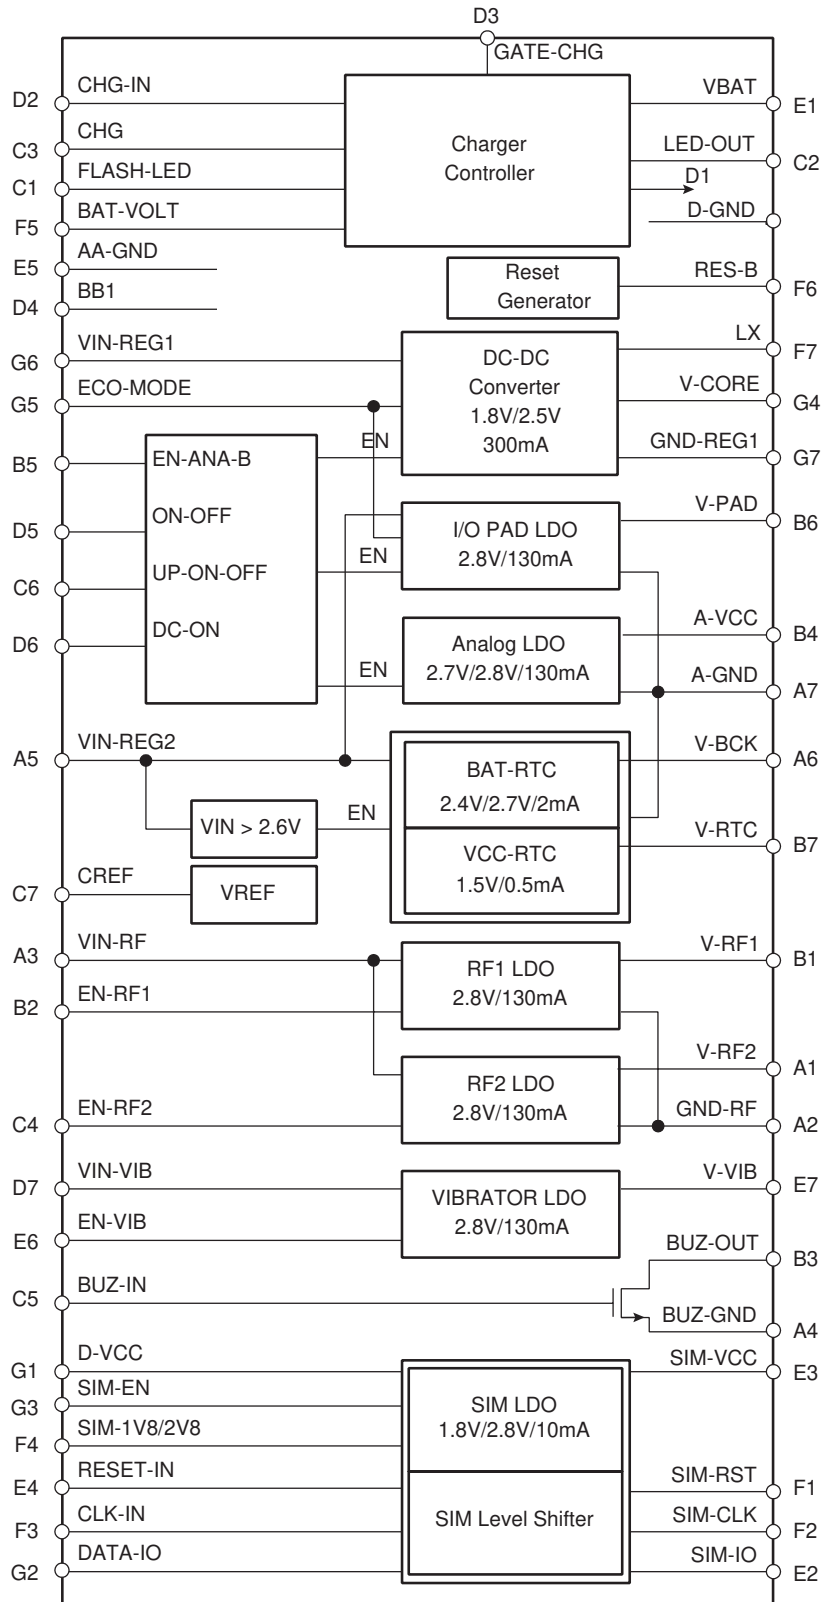 D3
GATE-CHG
D2 CHG-IN
VBAT E1
C3 CHG
Charger
Controller
LED-OUT C2
C1 FLASH-LED
D1
F5 BAT-VOLT
D-GND
E5 AA-GND
D4 BB1
Reset
Generator
RES-B F6
G6 VIN-REG1
LX F7
G5 ECO-MODE
DC-DC
Converter
1.8V/2.5V
300mA
V-CORE G4
EN
GND-REG1 G7
B5 EN-ANA-B
D5 ON-OFF
C6 UP-ON-OFF
D6 DC-ON
I/O PAD LDO
2.8V/130mA
V-PAD B6
EN
Analog LDO
2.7V/2.8V/130mA
A-VCC B4
EN
A-GND A7
A5 VIN-REG2
BAT-RTC
2.4V/2.7V/2mA
V-BCK A6
VIN > 2.6V
EN
VCC-RTC
1.5V/0.5mA
V-RTC B7
C7 CREF
VREF
A3 VIN-RF
RF1 LDO
2.8V/130mA
V-RF1 B1
B2 EN-RF1
RF2 LDO
2.8V/130mA
V-RF2 A1
C4 EN-RF2
GND-RF A2
D7 VIN-VIB
VIBRATOR LDO
2.8V/130mA
V-VIB E7
E6 EN-VIB
BUZ-OUT B3
C5 BUZ-IN
BUZ-GND A4
G1 D-VCC
SIM-VCC E3
G3 SIM-EN
SIM LDO
1.8V/2.8V/10mA
F4 SIM-1V8/2V8
E4 RESET-IN
SIM-RST F1
F3 CLK-IN
SIM Level Shifter
SIM-CLK F2
G2 DATA-IO
SIM-IO E2